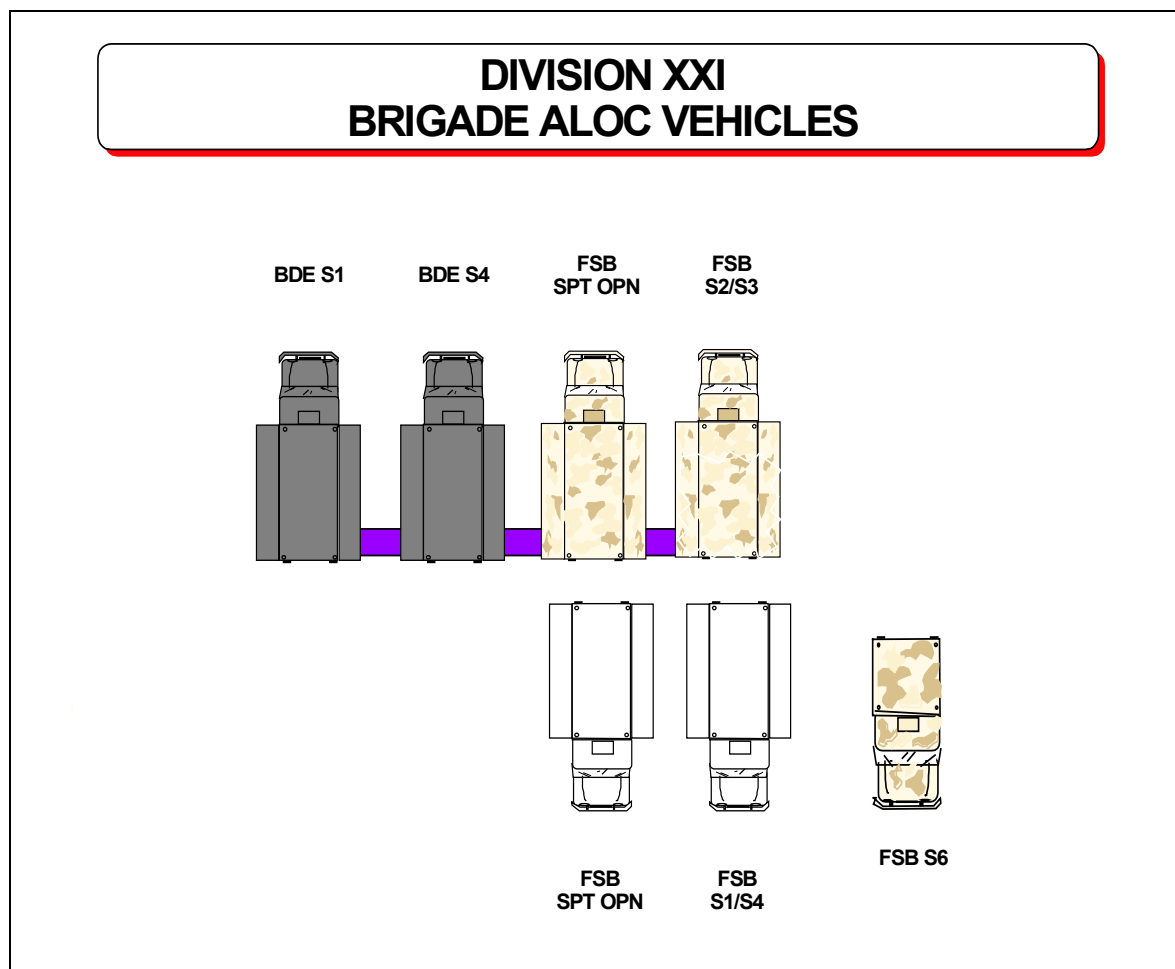 DIVISION XXI
BRIGADE ALOC VEHICLES
BDE S1
BDE S4
FSB
SPT OPN
FSB
S2/S3
FSB
SPT OPN
FSB
S1/S4
FSB S6